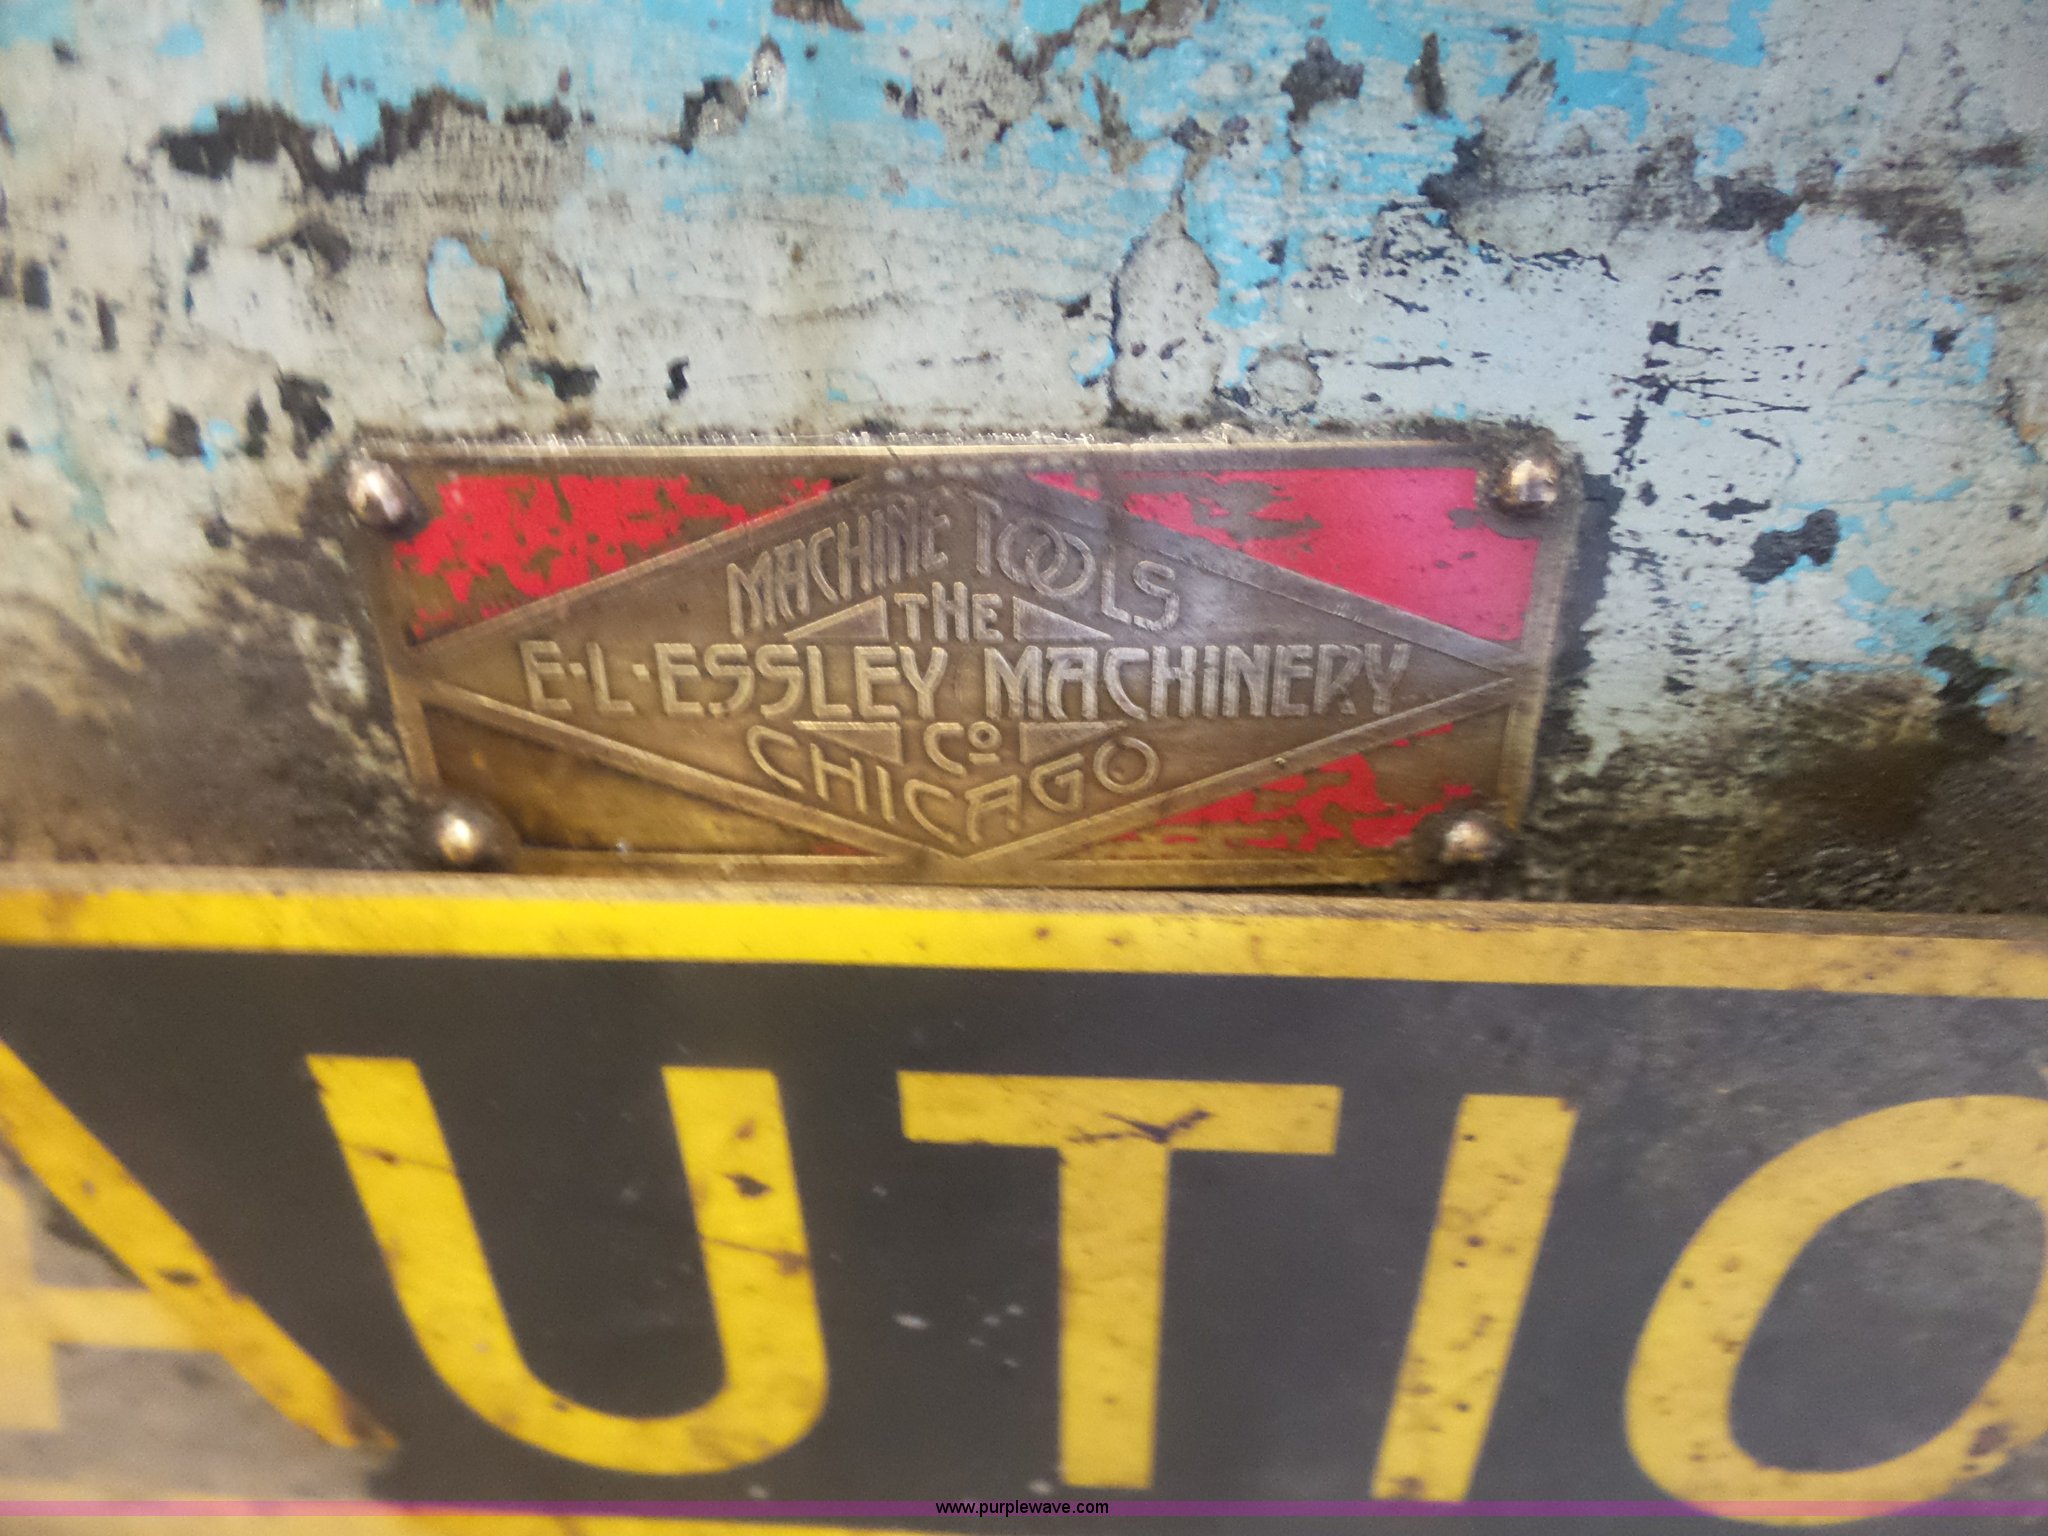 MACHINE TOOLS
THE
E·L·ESSLEY MACHINERY
Cº
CHICAGO
AUTIO
www.purplewave.com